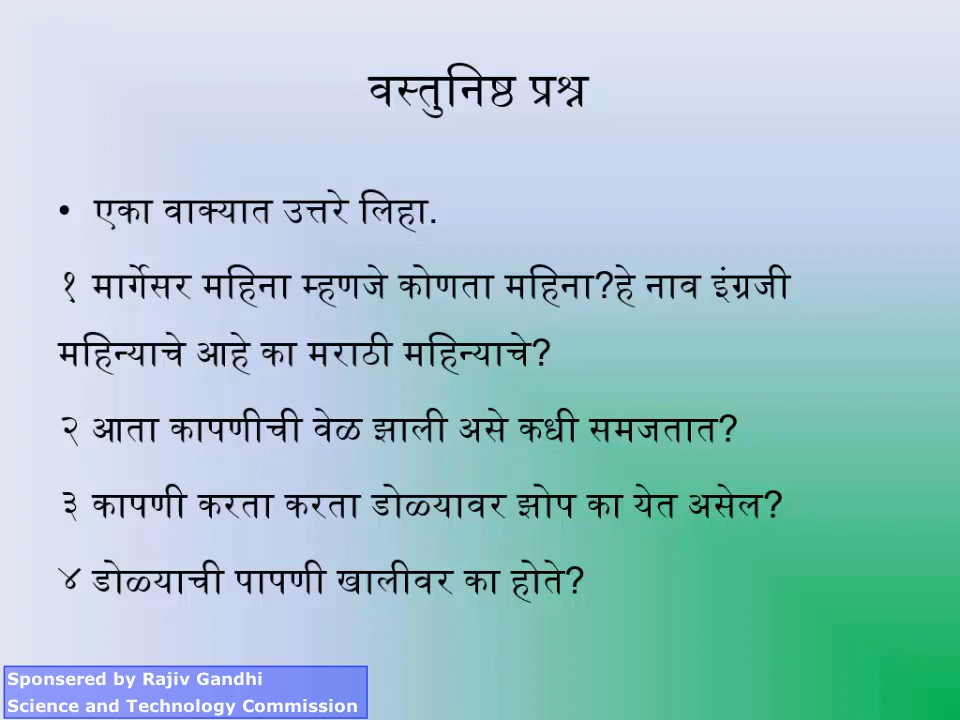 वस्तुनिष्ठ प्रश्न
• एका वाक्यात उत्तरे लिहा.
१ मार्गेसर महिना म्हणजे कोणता महिना?हे नाव इंग्रजी
महिन्याचे आहे का मराठी महिन्याचे?
२ आता कापणीची वेळ झाली असे कधी समजतात?
३ कापणी करता करता डोळ्यावर झोप का येत असेल?
४ डोळ्याची पापणी खालीवर का होते?
Sponsered by Rajiv Gandhi
Science and Technology Commission